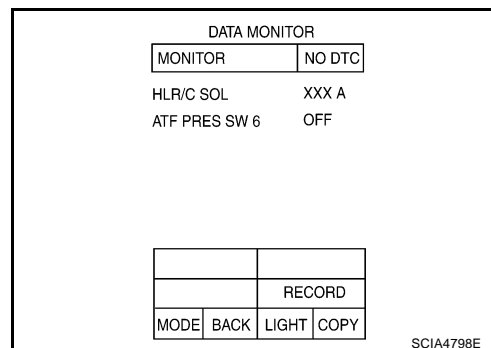 DATA MONITOR
MONITOR NO DTC
HLR/C SOL XXX A
ATF PRES SW 6 OFF
RECORD
MODE BACK LIGHT COPY
SCIA4798E